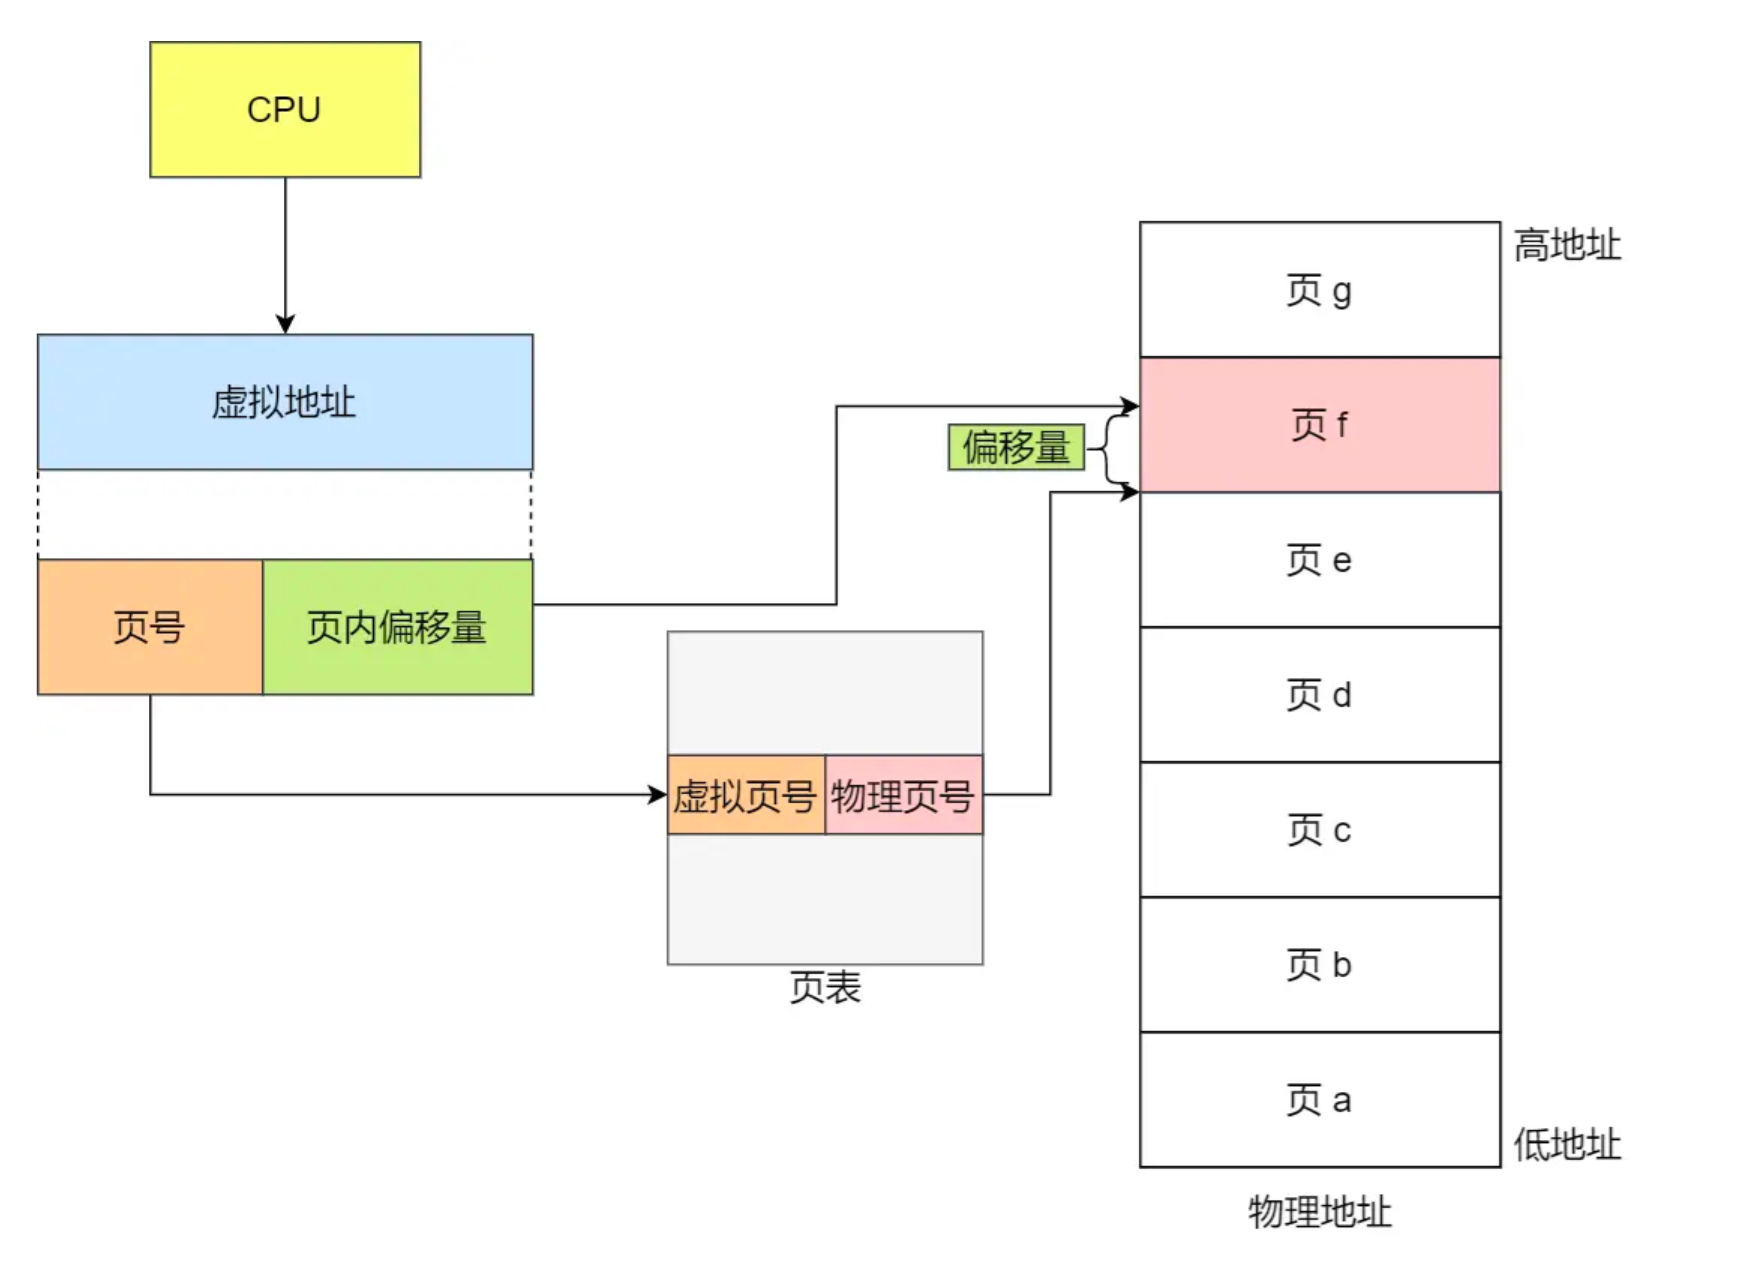 CPU
虚拟地址
页号
页内偏移量
虚拟页号
物理页号
页表
偏移量
高地址
页 g
页 f
页 e
页 d
页 c
页 b
页 a
低地址
物理地址